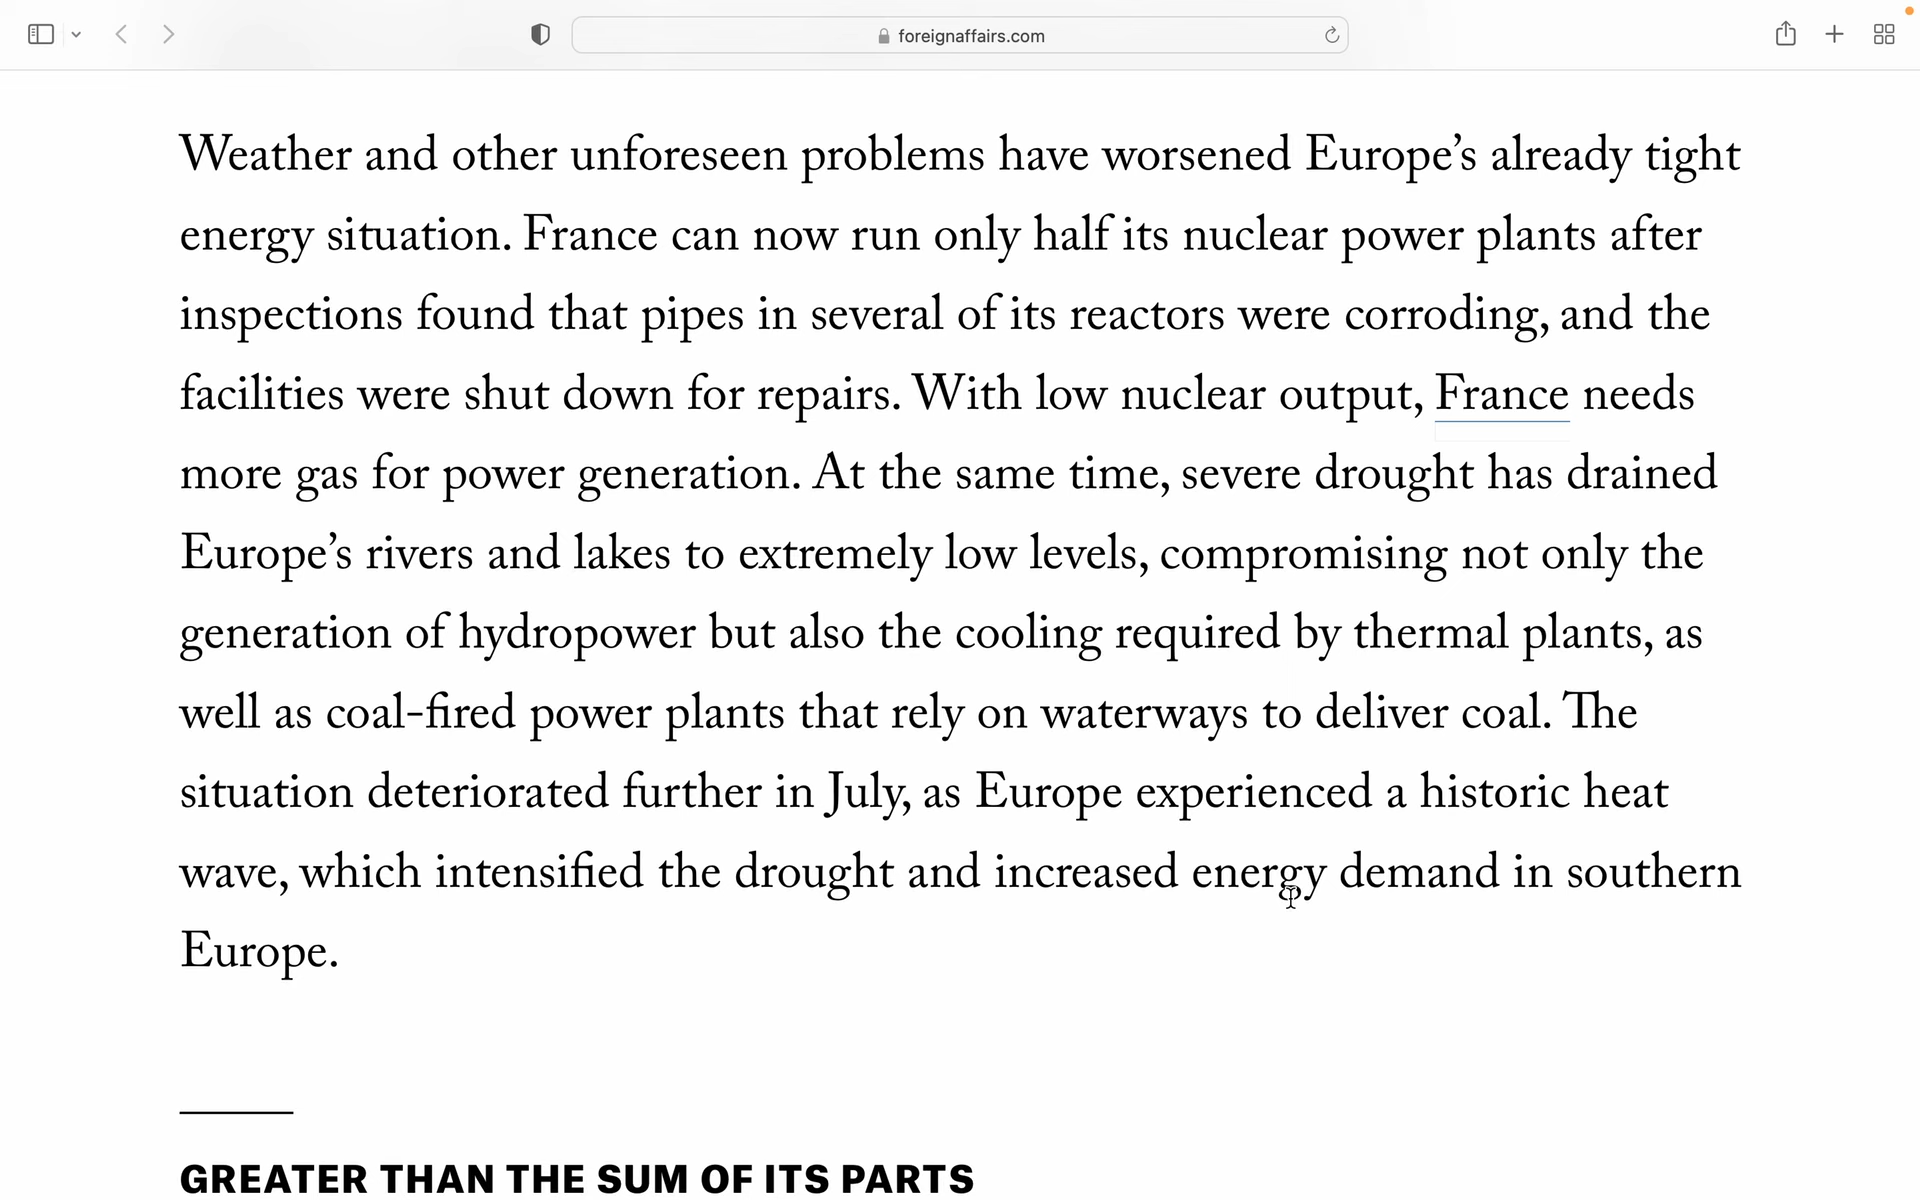 foreignaffairs.com
Weather and other unforeseen problems have worsened Europe’s already tight
energy situation. France can now run only half its nuclear power plants after
inspections found that pipes in several of its reactors were corroding, and the
facilities were shut down for repairs. With low nuclear output, France needs
more gas for power generation. At the same time, severe drought has drained
Europe’s rivers and lakes to extremely low levels, compromising not only the
generation of hydropower but also the cooling required by thermal plants, as
well as coal-fired power plants that rely on waterways to deliver coal. The
situation deteriorated further in July, as Europe experienced a historic heat
wave, which intensified the drought and increased energy demand in southern
Europe.
GREATER THAN THE SUM OF ITS PARTS